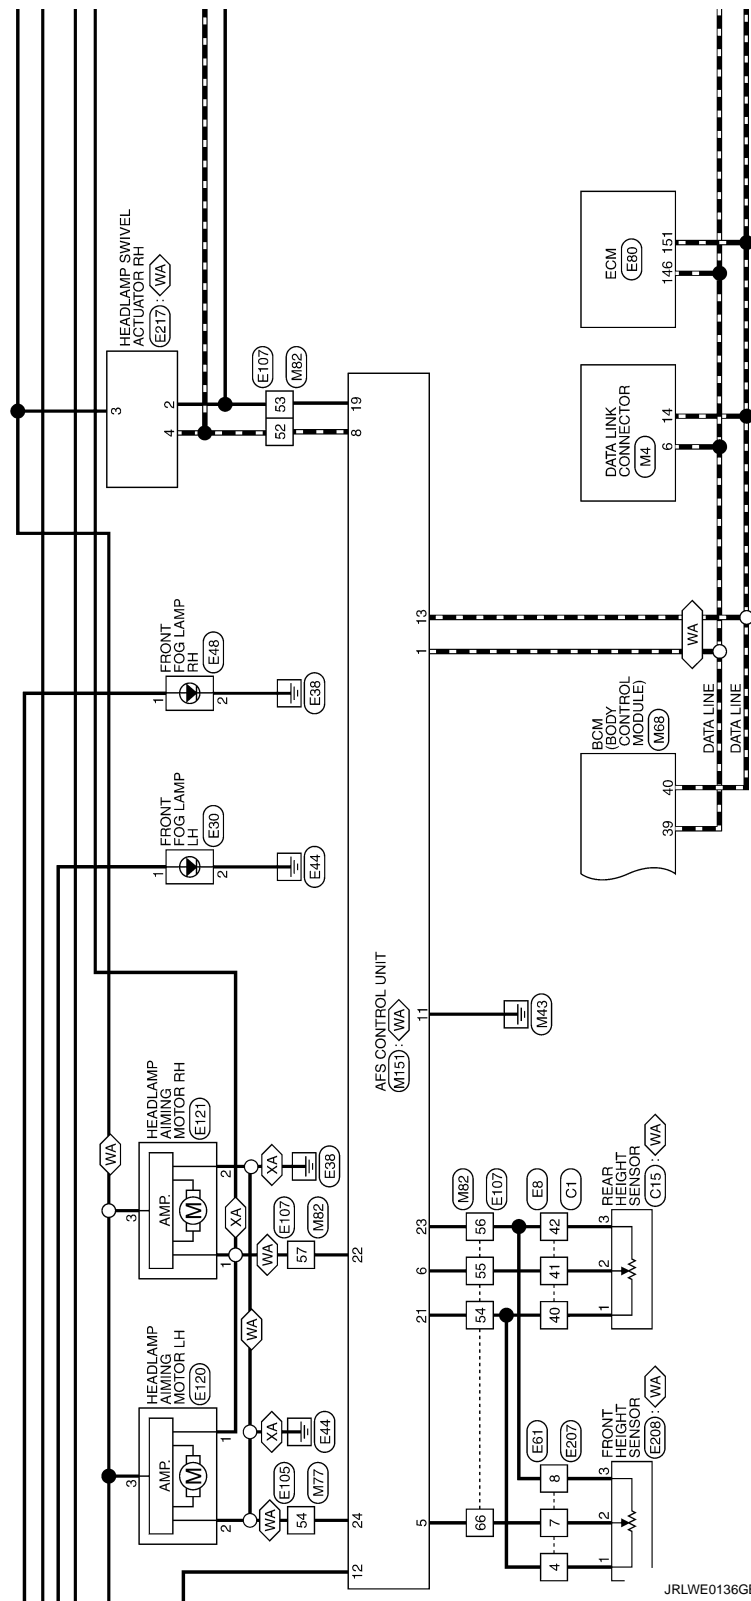 HEADLAMP SWIVEL
ACTUATOR RH
E217 : WA
3
4
2
E107
M82
52
53
8
19
ECM
E80
146
151
DATA LINK
CONNECTOR
M4
6
14
FRONT
FOG LAMP
RH
E48
1
2
E38
FRONT
FOG LAMP
LH
E30
1
2
E44
1
13
WA
BCM
(BODY
CONTROL
MODULE)
M68
39
40
DATA LINE
DATA LINE
AFS CONTROL UNIT
M151 : WA
11
M43
WA
HEADLAMP
AIMING
MOTOR RH
E121
3
AMP.
M
1
2
XA
XA
E38
WA
E107
M82
57
22
WA
HEADLAMP
AIMING
MOTOR LH
E120
3
AMP.
M
2
1
XA
E44
WA
E105
M77
54
24
12
21
6
23
M82
E107
54
55
56
E8
C1
40
41
42
REAR
HEIGHT
SENSOR
C15 : WA
1
2
3
5
66
E61
E207
4
7
8
FRONT
HEIGHT
SENSOR
E208 : WA
1
2
3
JRLWE0136G